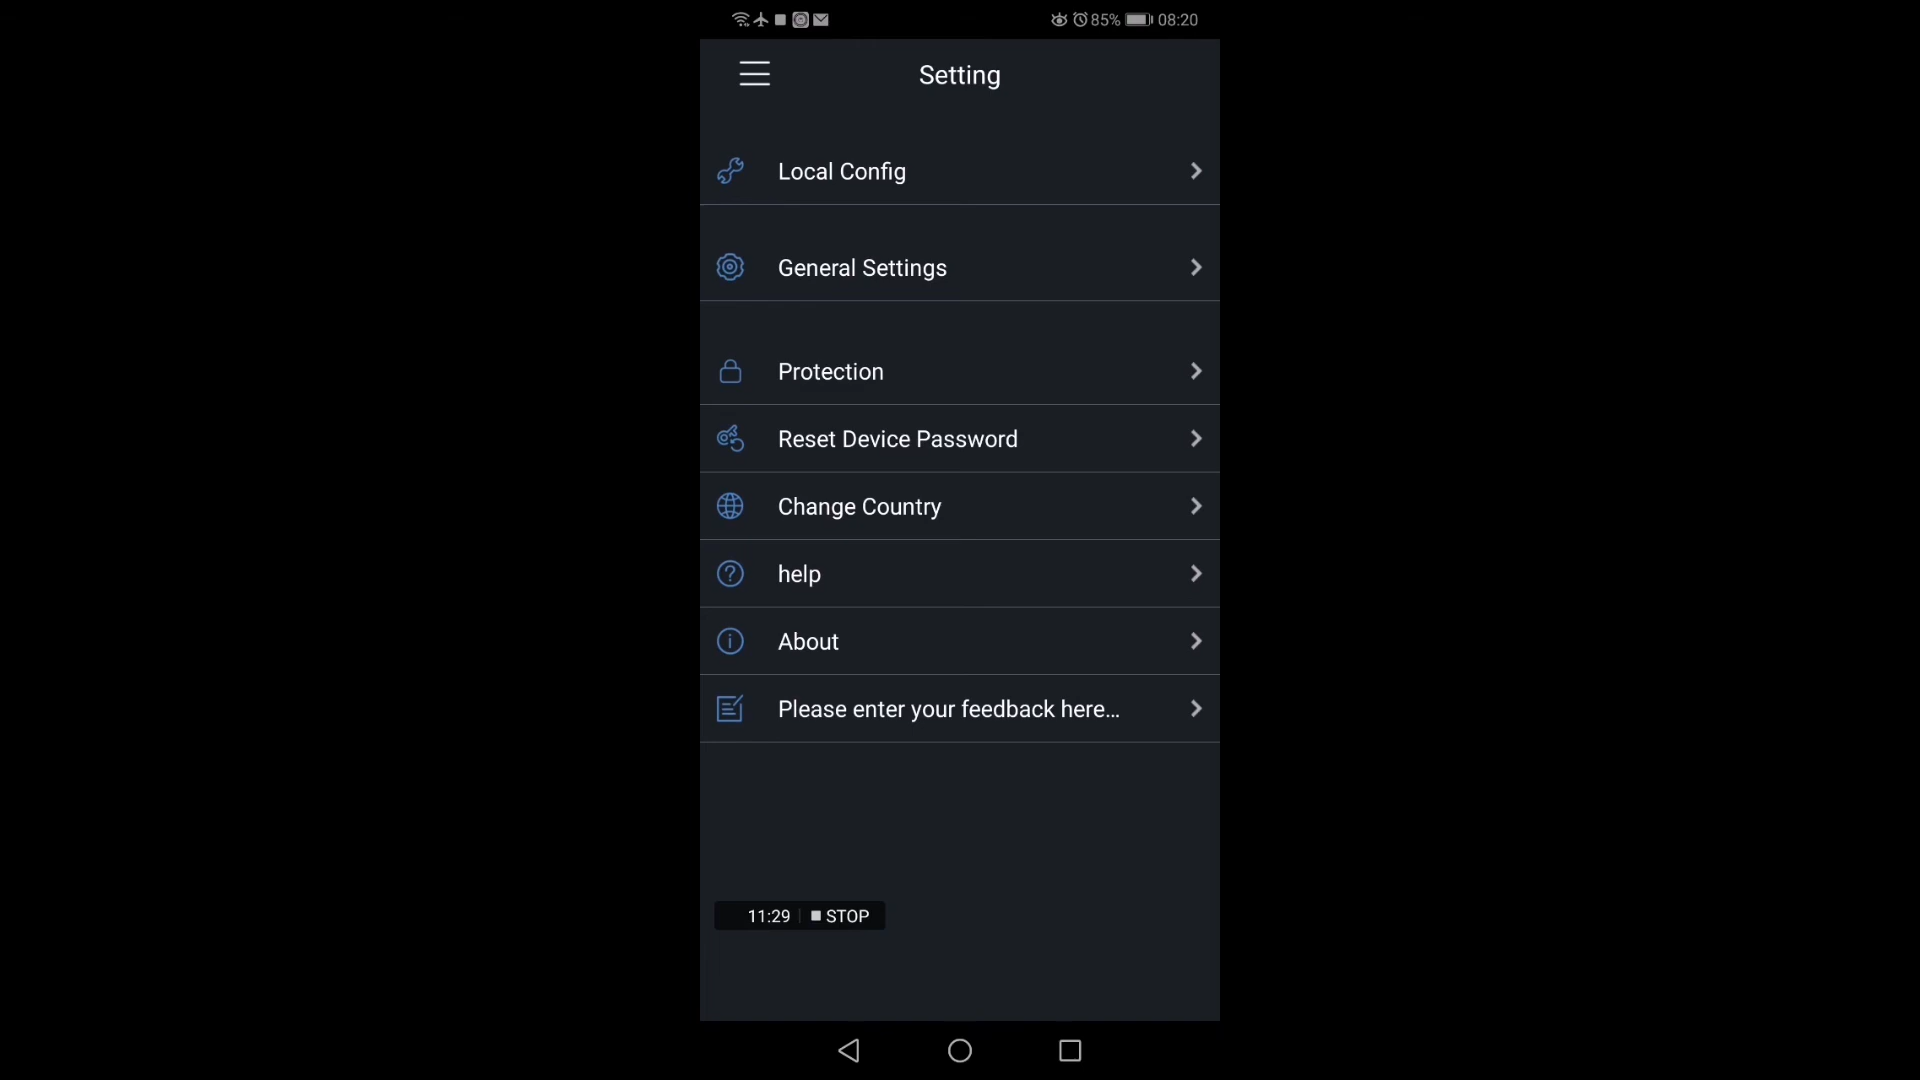 85% 08:20
Setting
Local Config
General Settings
Protection
Reset Device Password
Change Country
help
About
Please enter your feedback here...
11:29 STOP